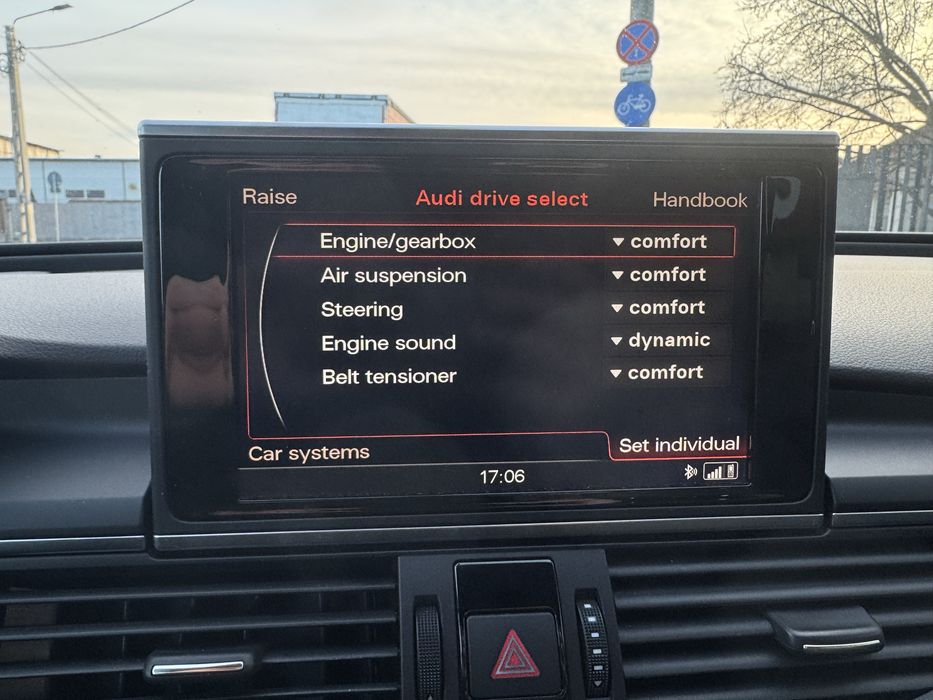 Raise Audi drive select Handbook
Engine/gearbox comfort
Air suspension comfort
Steering comfort
Engine sound dynamic
Belt tensioner comfort
Car systems Set individual
17:06